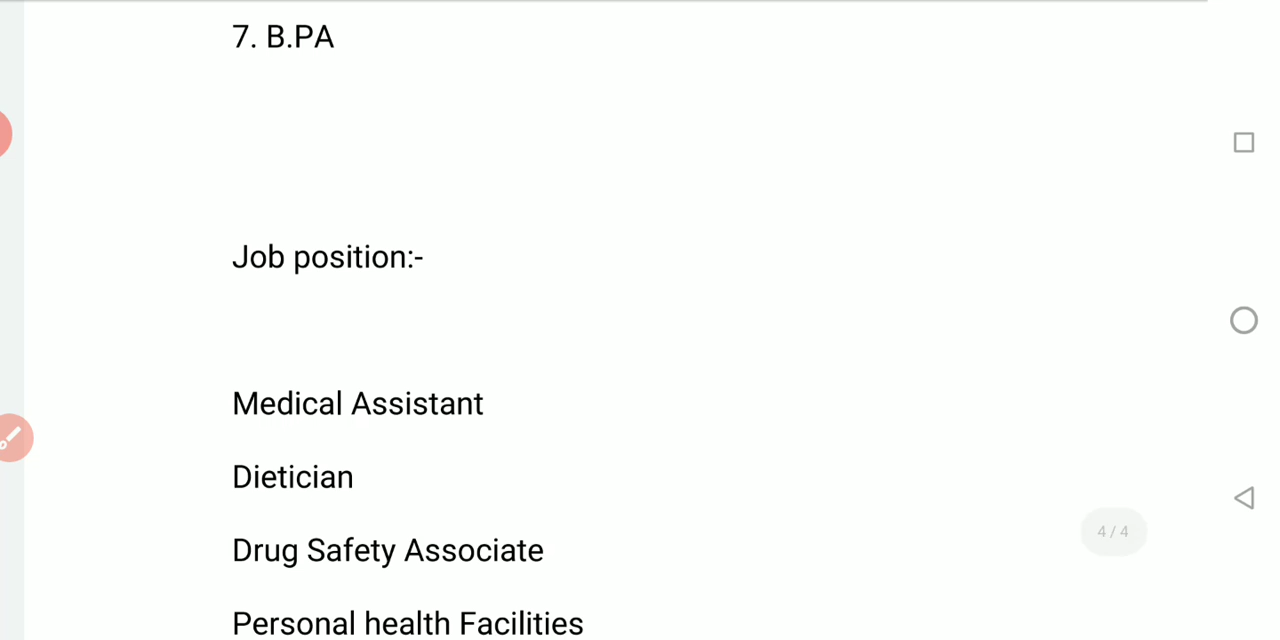 7. B.PA
Job position:-
Medical Assistant
Dietician
Drug Safety Associate
4 / 4
Personal health Facilities